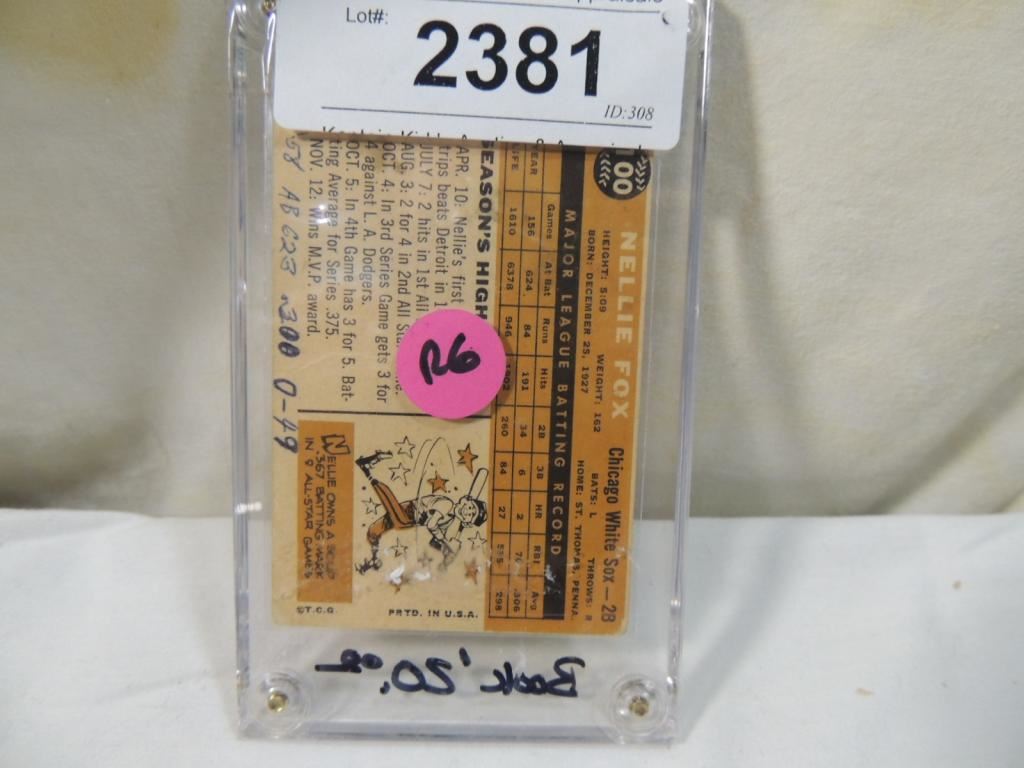 Lot#:
2381
ID:308
100
NELLIE FOX
Chicago White Sox — 2B
HEIGHT: 5:09 WEIGHT: 162 BATS: L THROWS: R
BORN: DECEMBER 25, 1927 HOME: ST. THOMAS, PENNA.
MAJOR LEAGUE BATTING RECORD
Games At Bat Runs Hits 2B 3B HR RBI Avg
YEAR 156 624 84 191 34 6 2 .306
LIFE 1610 6378 946 1902 260 84 27 298
SEASON'S HIGH
APR. 10: Nellie's first
trips beats Detroit in 1
JULY 7: 2 hits in 1st All
AUG. 3: 2 for 4 in 2nd All
OCT. 4: In 3rd Series Game gets 3 for
4 against L. A. Dodgers.
OCT. 5: In 4th Game has 3 for 5. Bat-
ting Average for Series .375.
NOV. 12: Wins M.V.P. award.
R6
NELLIE OWNS A SOLID
.367 BATTING MARK
IN 9 ALL-STAR GAMES
©T.C.G. PRTD. IN U.S.A.
58 AB 623 .300 0-49
Book